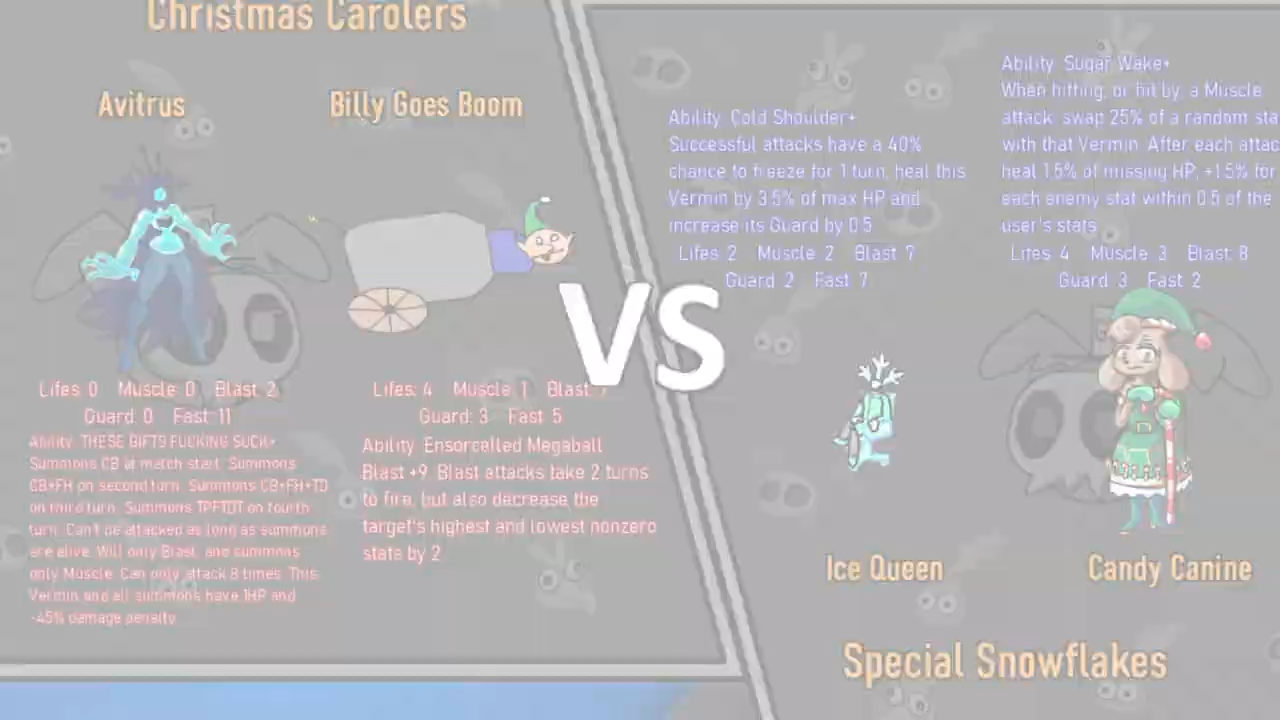 Christmas Carolers
Avitrus
Billy Goes Boom
Lifes: 0 Muscle: 0 Blast: 2
Guard: 0 Fast: 11
Ability: THESE GIFTS FUCKING SUCK+
Summons CB at match start. Summons
CB+FH on second turn. Summons CB+FH+TD
on third turn. Summons TPFTDT on fourth
turn. Can't be attacked as long as summons
are alive. Will only Blast, and summons
only Muscle. Can only attack 8 times. This
Vermin and all summons have 1HP and
-45% damage penalty.
Lifes: 4 Muscle: 1 Blast:
Guard: 3 Fast: 5
Ability: Ensorcelled Megaball
Blast +9. Blast attacks take 2 turns
to fire, but also decrease the
target's highest and lowest nonzero
stats by 2.
VS
Ability: Cold Shoulder+
Successful attacks have a 40%
chance to freeze for 1 turn, heal this
Vermin by 3.5% of max HP and
increase its Guard by 0.5
Lifes: 2 Muscle: 2 Blast: 7
Guard: 2 Fast: 7
Ability: Sugar Wake+
When hitting, or hit by, a Muscle
attack, swap 25% of a random sta
with that Vermin. After each attac
heal 1.5% of missing HP, +1.5% for
each enemy stat within 0.5 of the
user's stats.
Lifes: 4 Muscle: 3 Blast: 8
Guard: 3 Fast: 2
Ice Queen
Candy Canine
Special Snowflakes